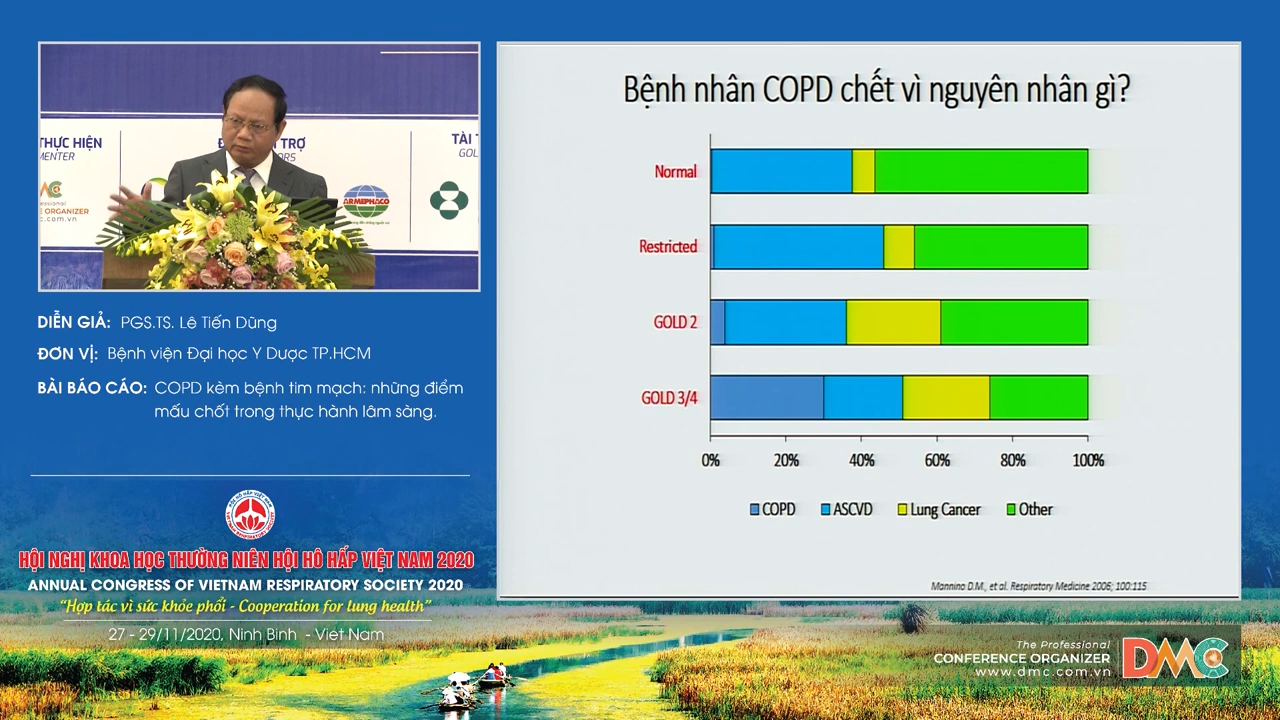 THỰC HIỆN
MENTER
TÀI
GOL
ARMEPHACO
E ORGANIZER
mc.com.vn
DIỄN GIẢ: PGS.TS. Lê Tiến Dũng
ĐƠN VỊ: Bệnh viện Đại học Y Dược TP.HCM
BÀI BÁO CÁO: COPD kèm bệnh tim mạch: những điểm
mấu chốt trong thực hành lâm sàng.
HỘI NGHỊ KHOA HỌC THƯỜNG NIÊN HỘI HÔ HẤP VIỆT NAM 2020
ANNUAL CONGRESS OF VIETNAM RESPIRATORY SOCIETY 2020
"Hợp tác vì sức khỏe phổi - Cooperation for lung health"
27 - 29/11/2020, Ninh Bình - Việt Nam
Bệnh nhân COPD chết vì nguyên nhân gì?
Normal
Restricted
GOLD 2
GOLD 3/4
0% 20% 40% 60% 80% 100%
COPD ASCVD Lung Cancer Other
Mannino D.M., et al. Respiratory Medicine 2006; 100:115
The Professional
CONFERENCE ORGANIZER
www.dmc.com.vn
DMC